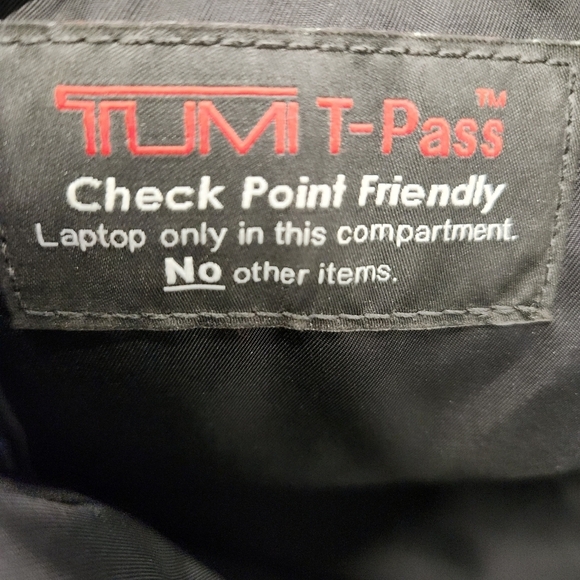 TUMI T-Pass™
Check Point Friendly
Laptop only in this compartment.
No other items.